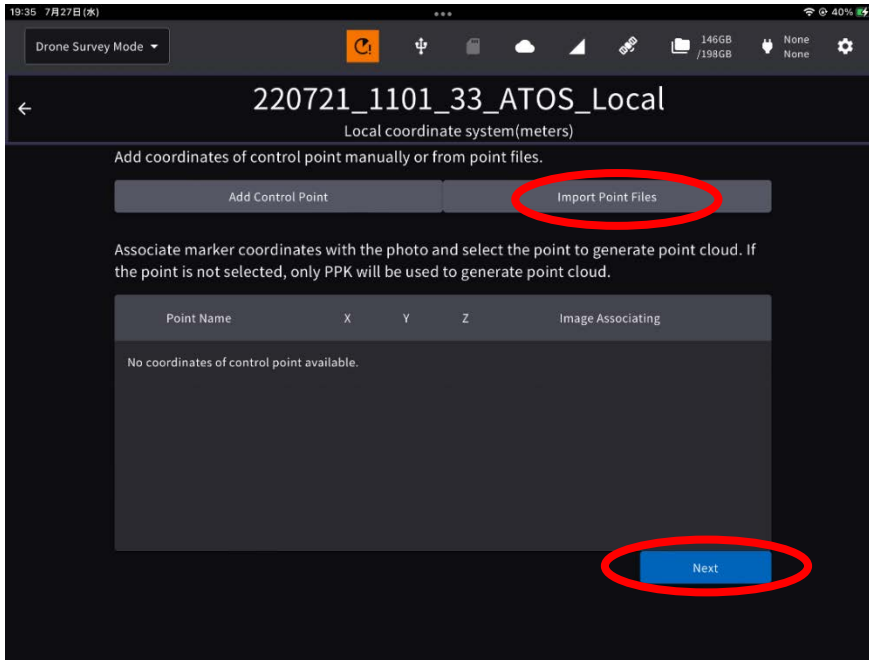 19:35 7月27日(水)
40%
Drone Survey Mode
146GB
/198GB
None
None
220721_1101_33_ATOS_Local
Local coordinate system(meters)
Add coordinates of control point manually or from point files.
Add Control Point
Import Point Files
Associate marker coordinates with the photo and select the point to generate point cloud. If
the point is not selected, only PPK will be used to generate point cloud.
Point Name X Y Z Image Associating
No coordinates of control point available.
Next